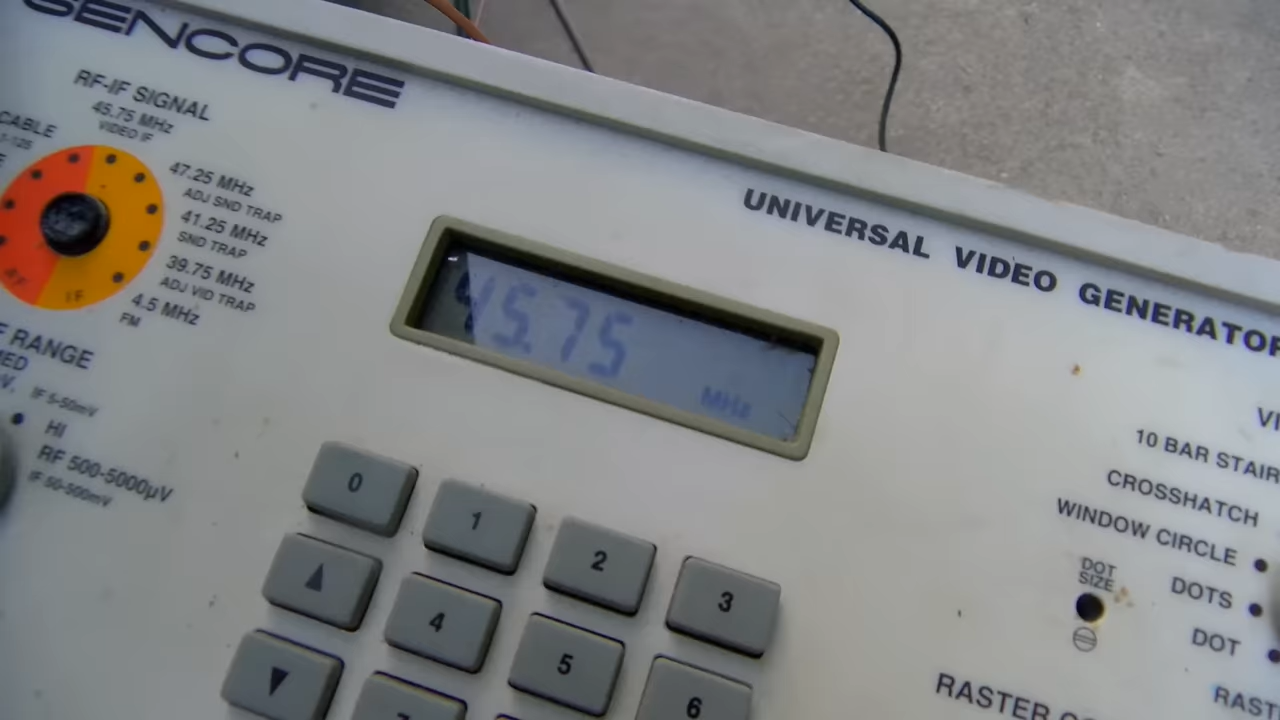 SENCORE
RF-IF SIGNAL
45.75 MHz
VIDEO IF
CABLE
47.25 MHz
ADJ SND TRAP
41.25 MHz
SND TRAP
39.75 MHz
ADJ VID TRAP
4.5 MHz
FM
IF
RANGE
MED
IF 5-50mV
HI
RF 500-5000µV
IF 50-500mV
45.75
MHz
UNIVERSAL VIDEO GENERATOR
0
1
2
3
▲
4
5
6
▼
10 BAR STAIR
CROSSHATCH
WINDOW CIRCLE
DOT
SIZE
DOTS
DOT
RASTER